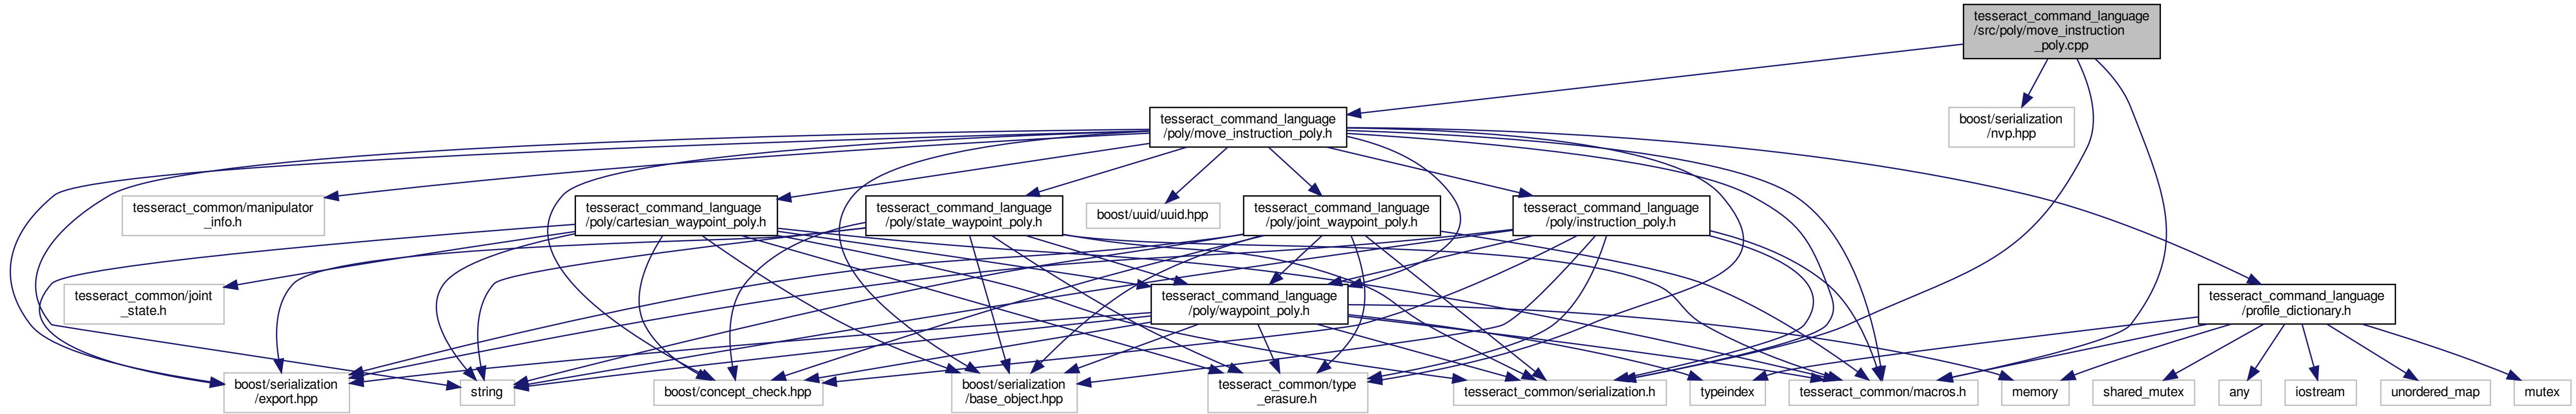 tesseract_command_language
/src/poly/move_instruction
_poly.cpp
tesseract_command_language
/poly/move_instruction_poly.h
boost/serialization
/nvp.hpp
tesseract_common/manipulator
_info.h
tesseract_command_language
/poly/cartesian_waypoint_poly.h
tesseract_command_language
/poly/state_waypoint_poly.h
boost/uuid/uuid.hpp
tesseract_command_language
/poly/joint_waypoint_poly.h
tesseract_command_language
/poly/instruction_poly.h
tesseract_common/joint
_state.h
tesseract_command_language
/poly/waypoint_poly.h
tesseract_command_language
/profile_dictionary.h
boost/serialization
/export.hpp
string
boost/concept_check.hpp
boost/serialization
/base_object.hpp
tesseract_common/type
_erasure.h
tesseract_common/serialization.h
typeindex
tesseract_common/macros.h
memory
shared_mutex
any
iostream
unordered_map
mutex